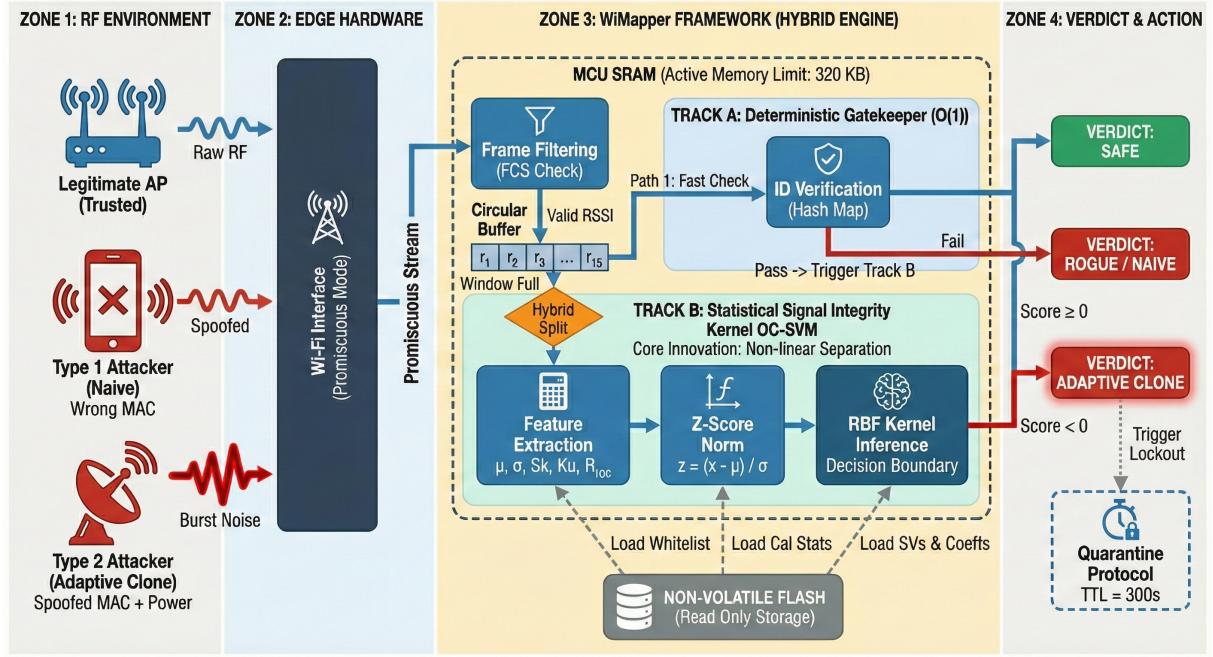 ZONE 1: RF ENVIRONMENT
Raw RF
Legitimate AP
(Trusted)
Spoofed
Type 1 Attacker
(Naive)
Wrong MAC
Burst Noise
Type 2 Attacker
(Adaptive Clone)
Spoofed MAC + Power
ZONE 2: EDGE HARDWARE
Wi-Fi Interface
(Promiscuous Mode)
Promiscuous Stream
ZONE 3: WiMapper FRAMEWORK (HYBRID ENGINE)
MCU SRAM (Active Memory Limit: 320 KB)
Frame Filtering
(FCS Check)
Circular
Buffer
Valid RSSI
r₁ r₂ r₃ ... r₁₅
Window Full
Hybrid
Split
TRACK A: Deterministic Gatekeeper (O(1))
Path 1: Fast Check
ID Verification
(Hash Map)
Fail
Pass -> Trigger Track B
TRACK B: Statistical Signal Integrity
Kernel OC-SVM
Core Innovation: Non-linear Separation
Feature
Extraction
μ, σ, Sk, Ku, Rₗₒc
Z-Score
Norm
z = (x – μ) / σ
RBF Kernel
Inference
Decision Boundary
Load Whitelist
Load Cal Stats
Load SVs & Coefts
NON-VOLATILE FLASH
(Read Only Storage)
ZONE 4: VERDICT & ACTION
VERDICT:
SAFE
VERDICT:
ROGUE / NAIVE
Score ≥ 0
VERDICT:
ADAPTIVE CLONE
Score < 0
Trigger
Lockout
Quarantine
Protocol
TTL = 300s